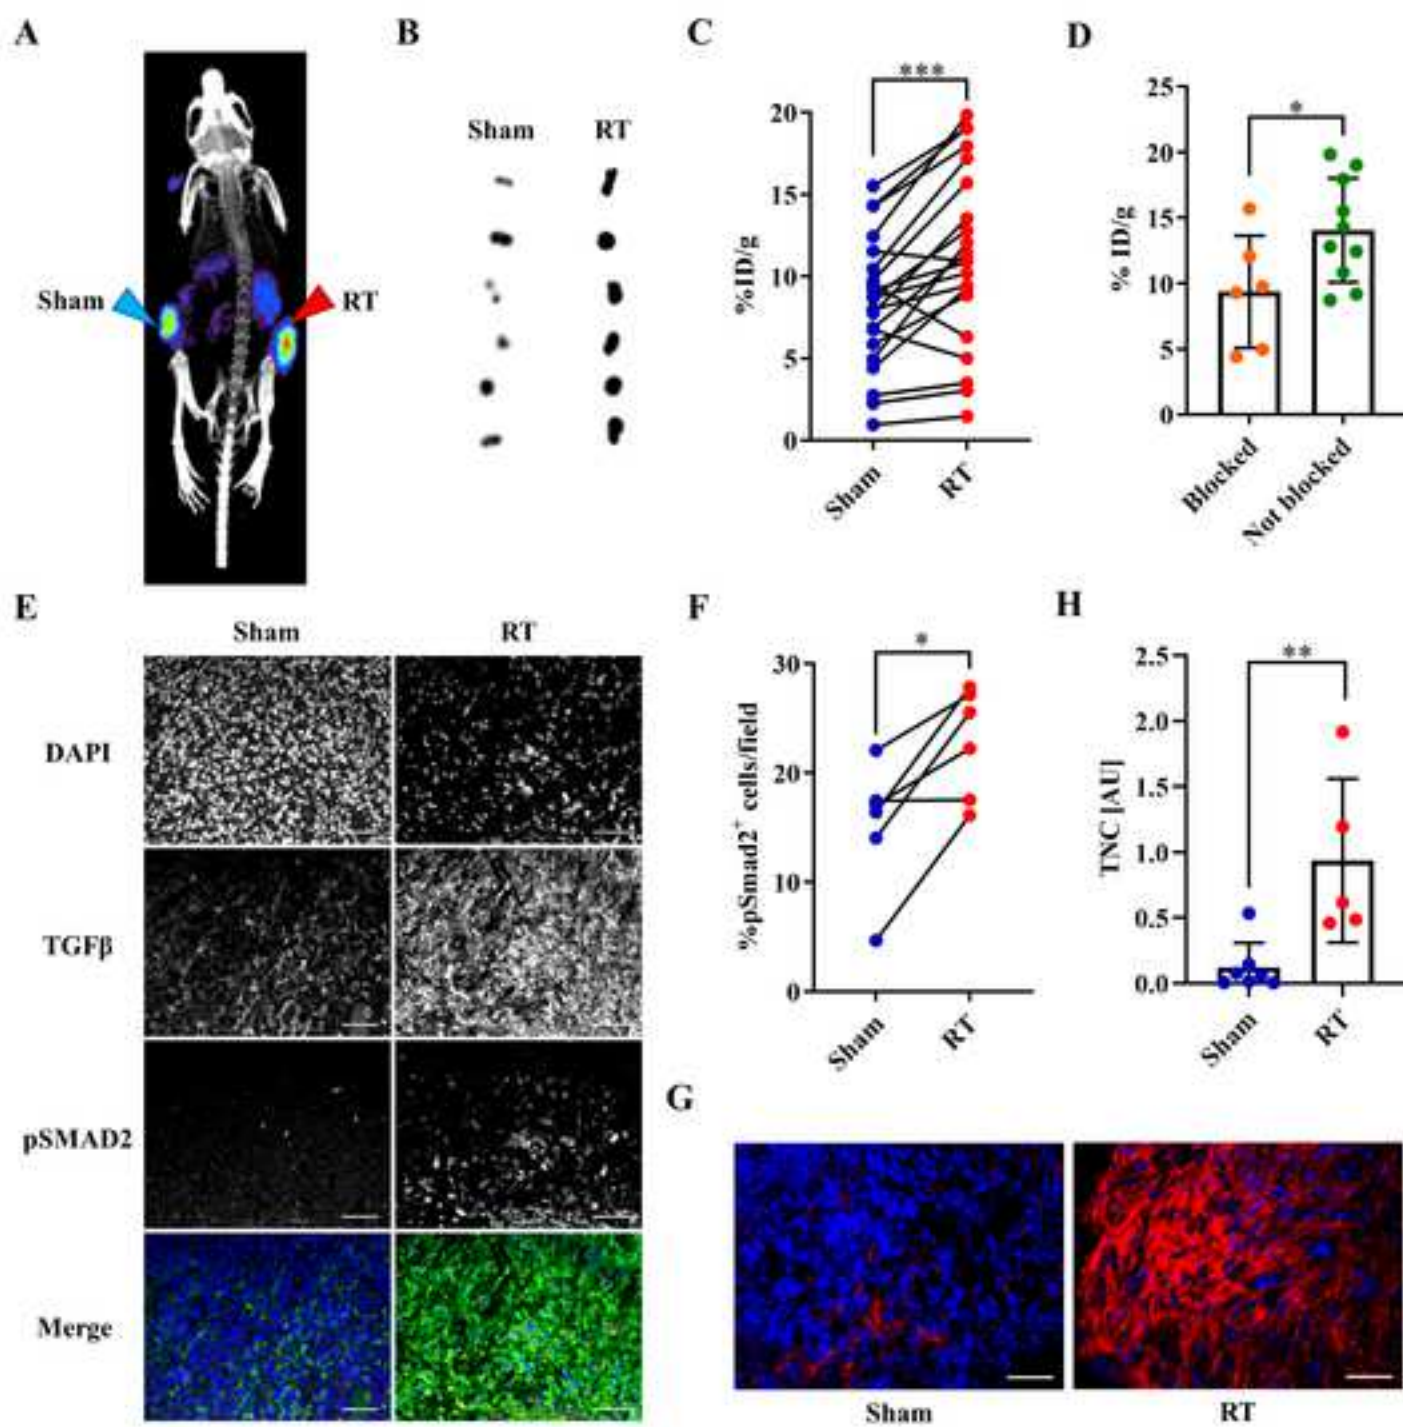 A
Sham
RT
B
Sham RT
C
***
%ID/g
20
15
10
5
0
Sham
RT
D
*
% ID/g
25
20
15
10
5
0
Blocked
Not blocked
E
Sham RT
DAPI
TGFβ
pSMAD2
Merge
F
*
%pSmad2⁺ cells/field
30
20
10
0
Sham
RT
H
**
TNC [AU]
2.5
2.0
1.5
1.0
0.5
0.0
Sham
RT
G
Sham RT